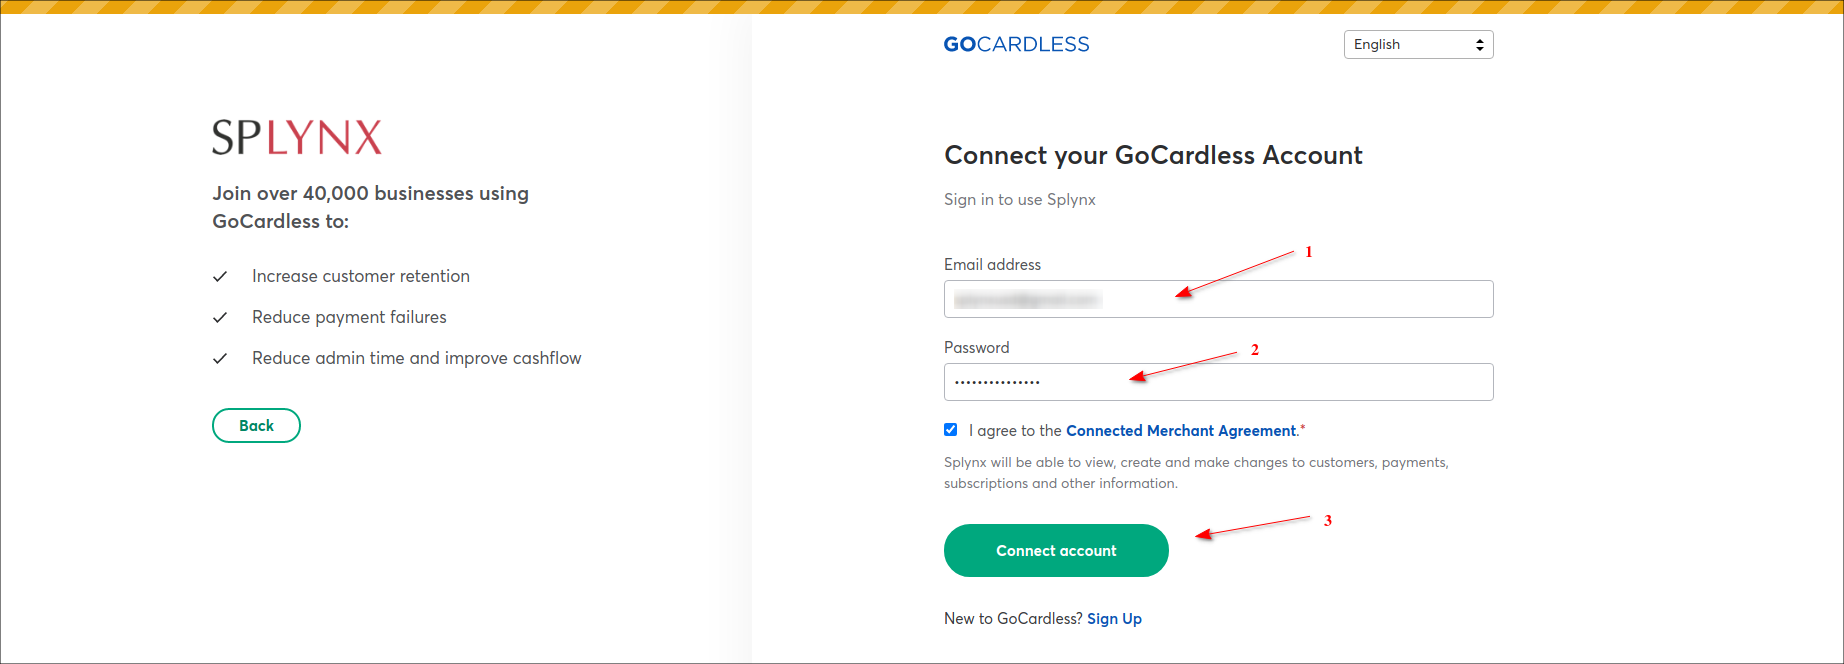 SPLYNX
Join over 40,000 businesses using
GoCardless to:
Increase customer retention
Reduce payment failures
Reduce admin time and improve cashflow
Back
GOCARDLESS
English
Connect your GoCardless Account
Sign in to use Splynx
1
Email address
Password
2
I agree to the Connected Merchant Agreement.*
Splynx will be able to view, create and make changes to customers, payments,
subscriptions and other information.
3
Connect account
New to GoCardless? Sign Up